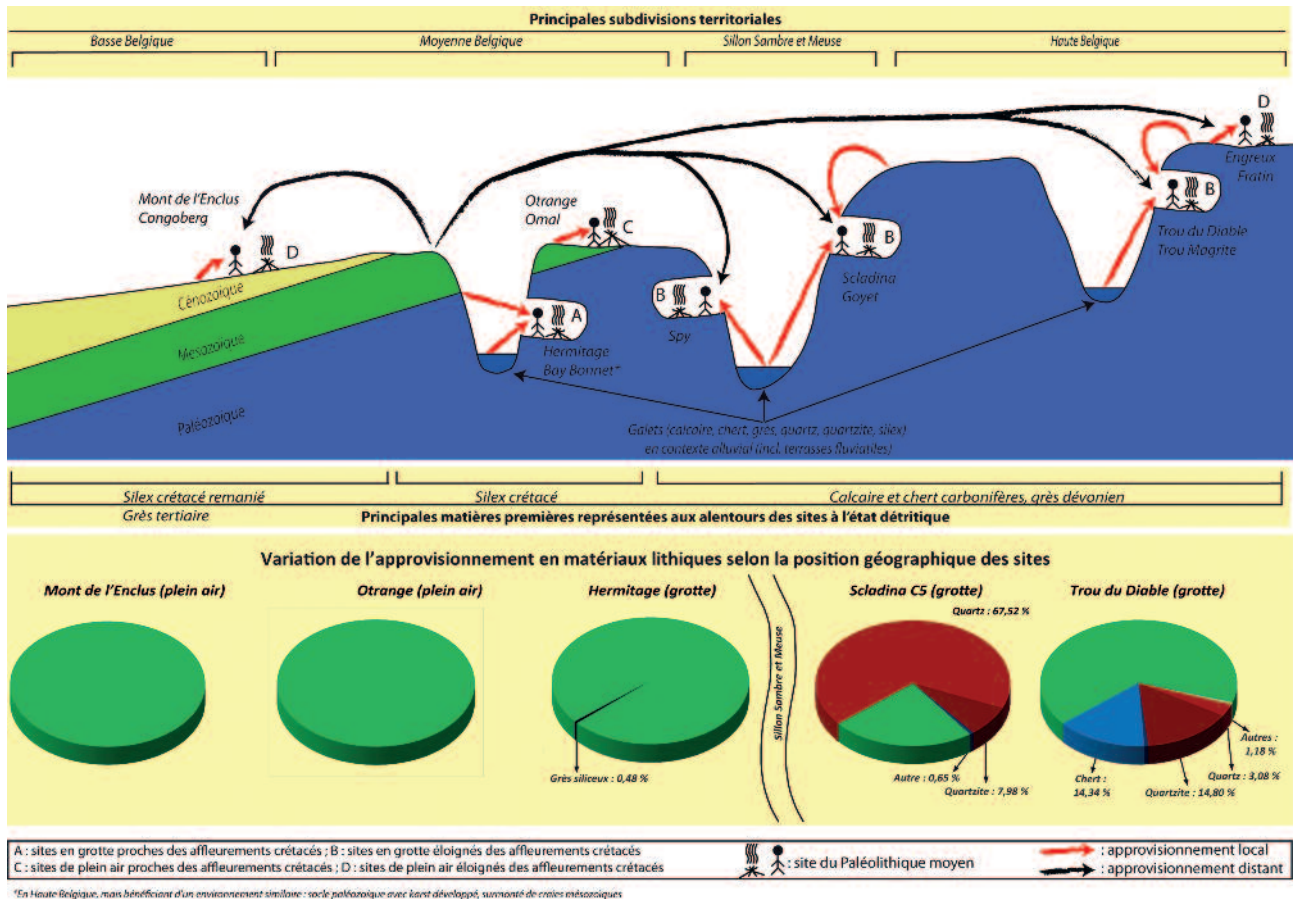 Principales subdivisions territoriales
Basse Belgique
Moyenne Belgique
Sillon Sambre et Meuse
Haute Belgique
D
Engreux
Fratin
Mont de l'Enclus
Congoberg
D
Otrange
Omal
C
B
Trou du Diable
Trou Magrite
B
Scladina
Goyet
B
Spy
A
Hermitage
Bay Bonnet*
Cénozoïque
Mesozoïque
Paléozoïque
Galets (calcaire, chert, grès, quartz, quartzite, silex)
en contexte alluvial (incl. terrasses fluviatiles)
Silex crétacé remanié
Silex crétacé
Calcaire et chert carbonifères, grès dévonien
Grès tertiaire
Principales matières premières représentées aux alentours des sites à l'état détritique
Variation de l'approvisionnement en matériaux lithiques selon la position géographique des sites
Mont de l'Enclus (plein air)
Otrange (plein air)
Hermitage (grotte)
Scladina C5 (grotte)
Trou du Diable (grotte)
Quartz : 67,52 %
Sillon Sambre et Meuse
Grès siliceux : 0,48 %
Autre : 0,65 %
Quartzite : 7,98 %
Chert :
14,34 %
Quartzite : 14,80 %
Quartz : 3,08 %
Autres :
1,18 %
A : sites en grotte proches des affleurements crétacés ; B : sites en grotte éloignés des affleurements crétacés
C : sites de plein air proches des affleurements crétacés ; D : sites de plein air éloignés des affleurements crétacés
: site du Paléolithique moyen
: approvisionnement local
: approvisionnement distant
*En Haute Belgique, mais bénéficiant d'un environnement similaire : socle paléozoïque avec karst développé, surmonté de craies mésozoïques